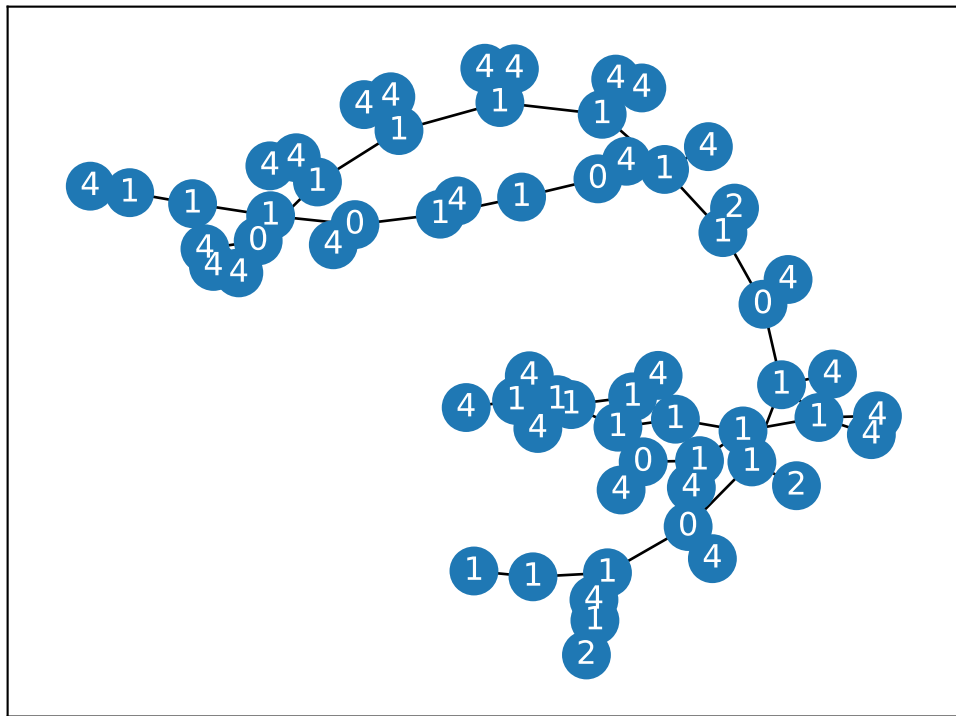 4 4 4 4
4 4 1 1 4
1 4 4
4 4 1 4 0 1
4 1 1 1 0 1 4 1 2
4 0 4 1
4 4 0 4
4 4 1 4
4 1 1 1 1 1 4
4 1 1 1 1 4
0 1 1 2
4 4
0 4
1 1 1
4
1
2